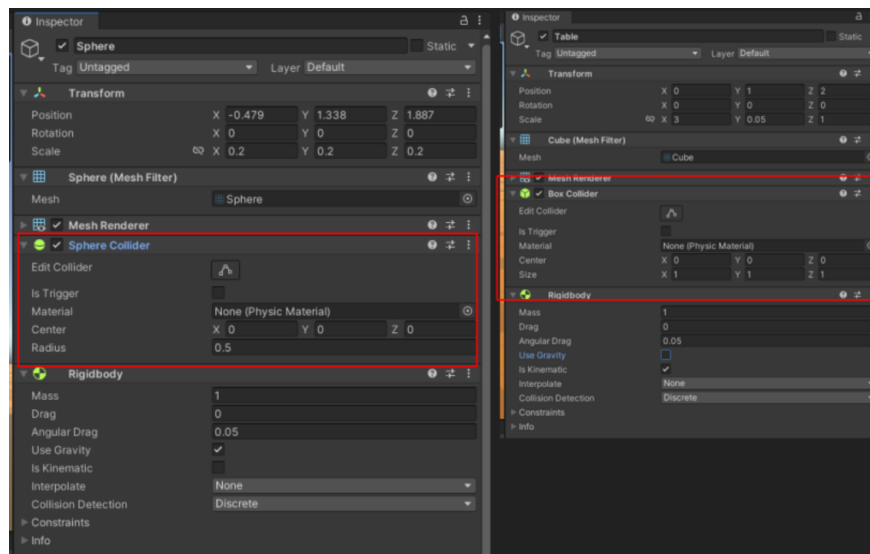 Inspector
Sphere Static
Tag Untagged Layer Default
Transform
Position X -0.479 Y 1.338 Z 1.887
Rotation X 0 Y 0 Z 0
Scale X 0.2 Y 0.2 Z 0.2
Sphere (Mesh Filter)
Mesh Sphere
Mesh Renderer
Sphere Collider
Edit Collider
Is Trigger
Material None (Physic Material)
Center X 0 Y 0 Z 0
Radius 0.5
Rigidbody
Mass 1
Drag 0
Angular Drag 0.05
Use Gravity
Is Kinematic
Interpolate None
Collision Detection Discrete
Constraints
Info
Inspector
Table Static
Tag Untagged Layer Default
Transform
Position X 0 Y 1 Z 2
Rotation X 0 Y 0 Z 0
Scale X 3 Y 0.05 Z 1
Cube (Mesh Filter)
Mesh Cube
Mesh Renderer
Box Collider
Edit Collider
Is Trigger
Material None (Physic Material)
Center X 0 Y 0 Z 0
Size X 1 Y 1 Z 1
Rigidbody
Mass 1
Drag 0
Angular Drag 0.05
Use Gravity
Is Kinematic
Interpolate None
Collision Detection Discrete
Constraints
Info